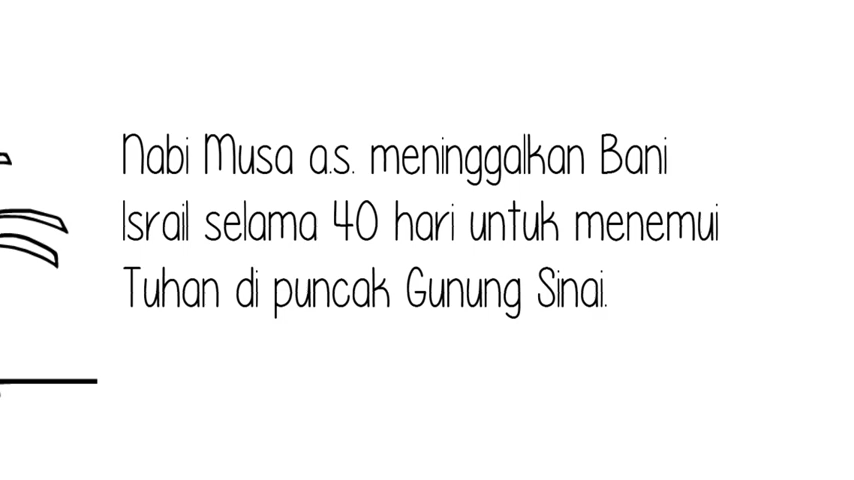 Nabi Musa a.s. meninggalkan Bani
Israil selama 40 hari untuk menemui
Tuhan di puncak Gunung Sinai.